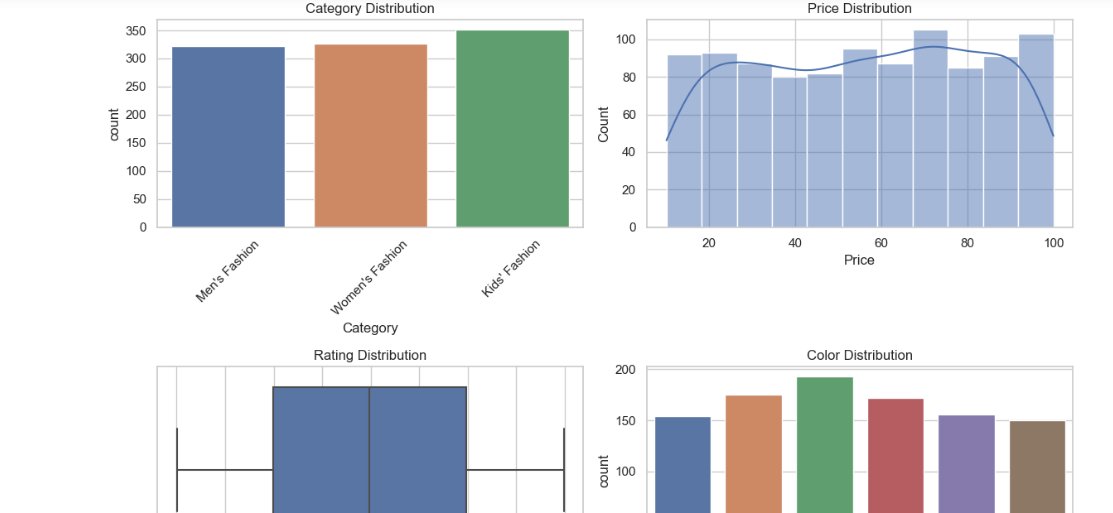 Category Distribution
350
300
250
200
150
100
50
0
count
Men's Fashion
Women's Fashion
Kids' Fashion
Category
Price Distribution
100
80
60
40
20
0
Count
20 40 60 80 100
Price
Rating Distribution
Color Distribution
200
150
100
count